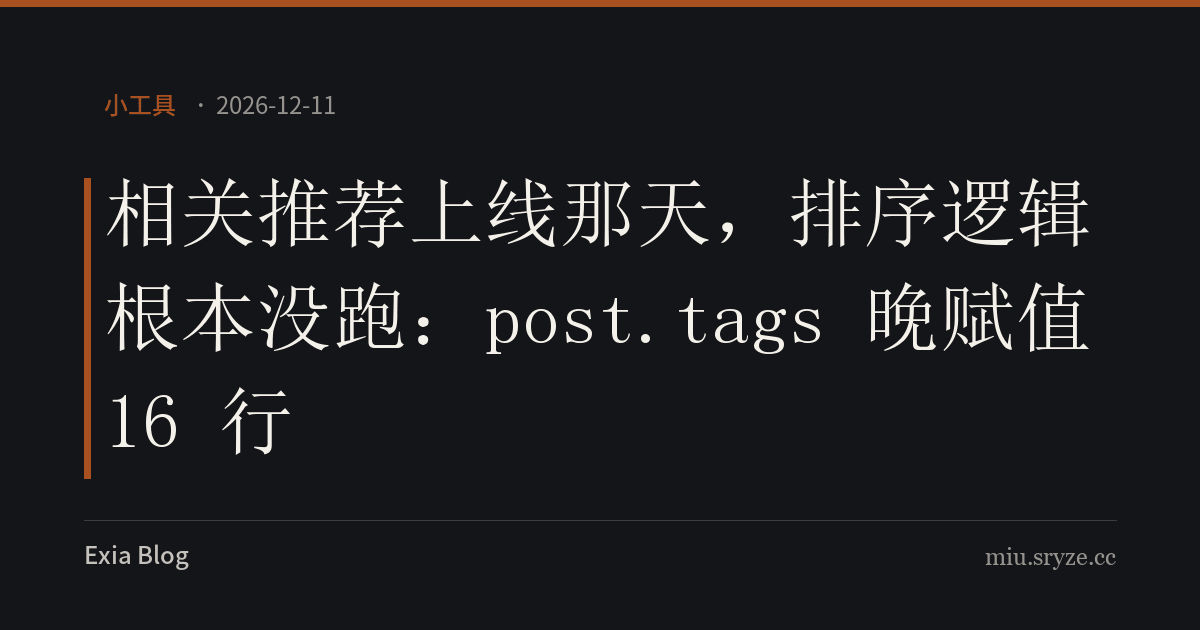 小工具 · 2026-12-11
相关推荐上线那天，排序逻辑
根本没跑：post.tags 晚赋值
16 行
Exia Blog
miu.sryze.cc